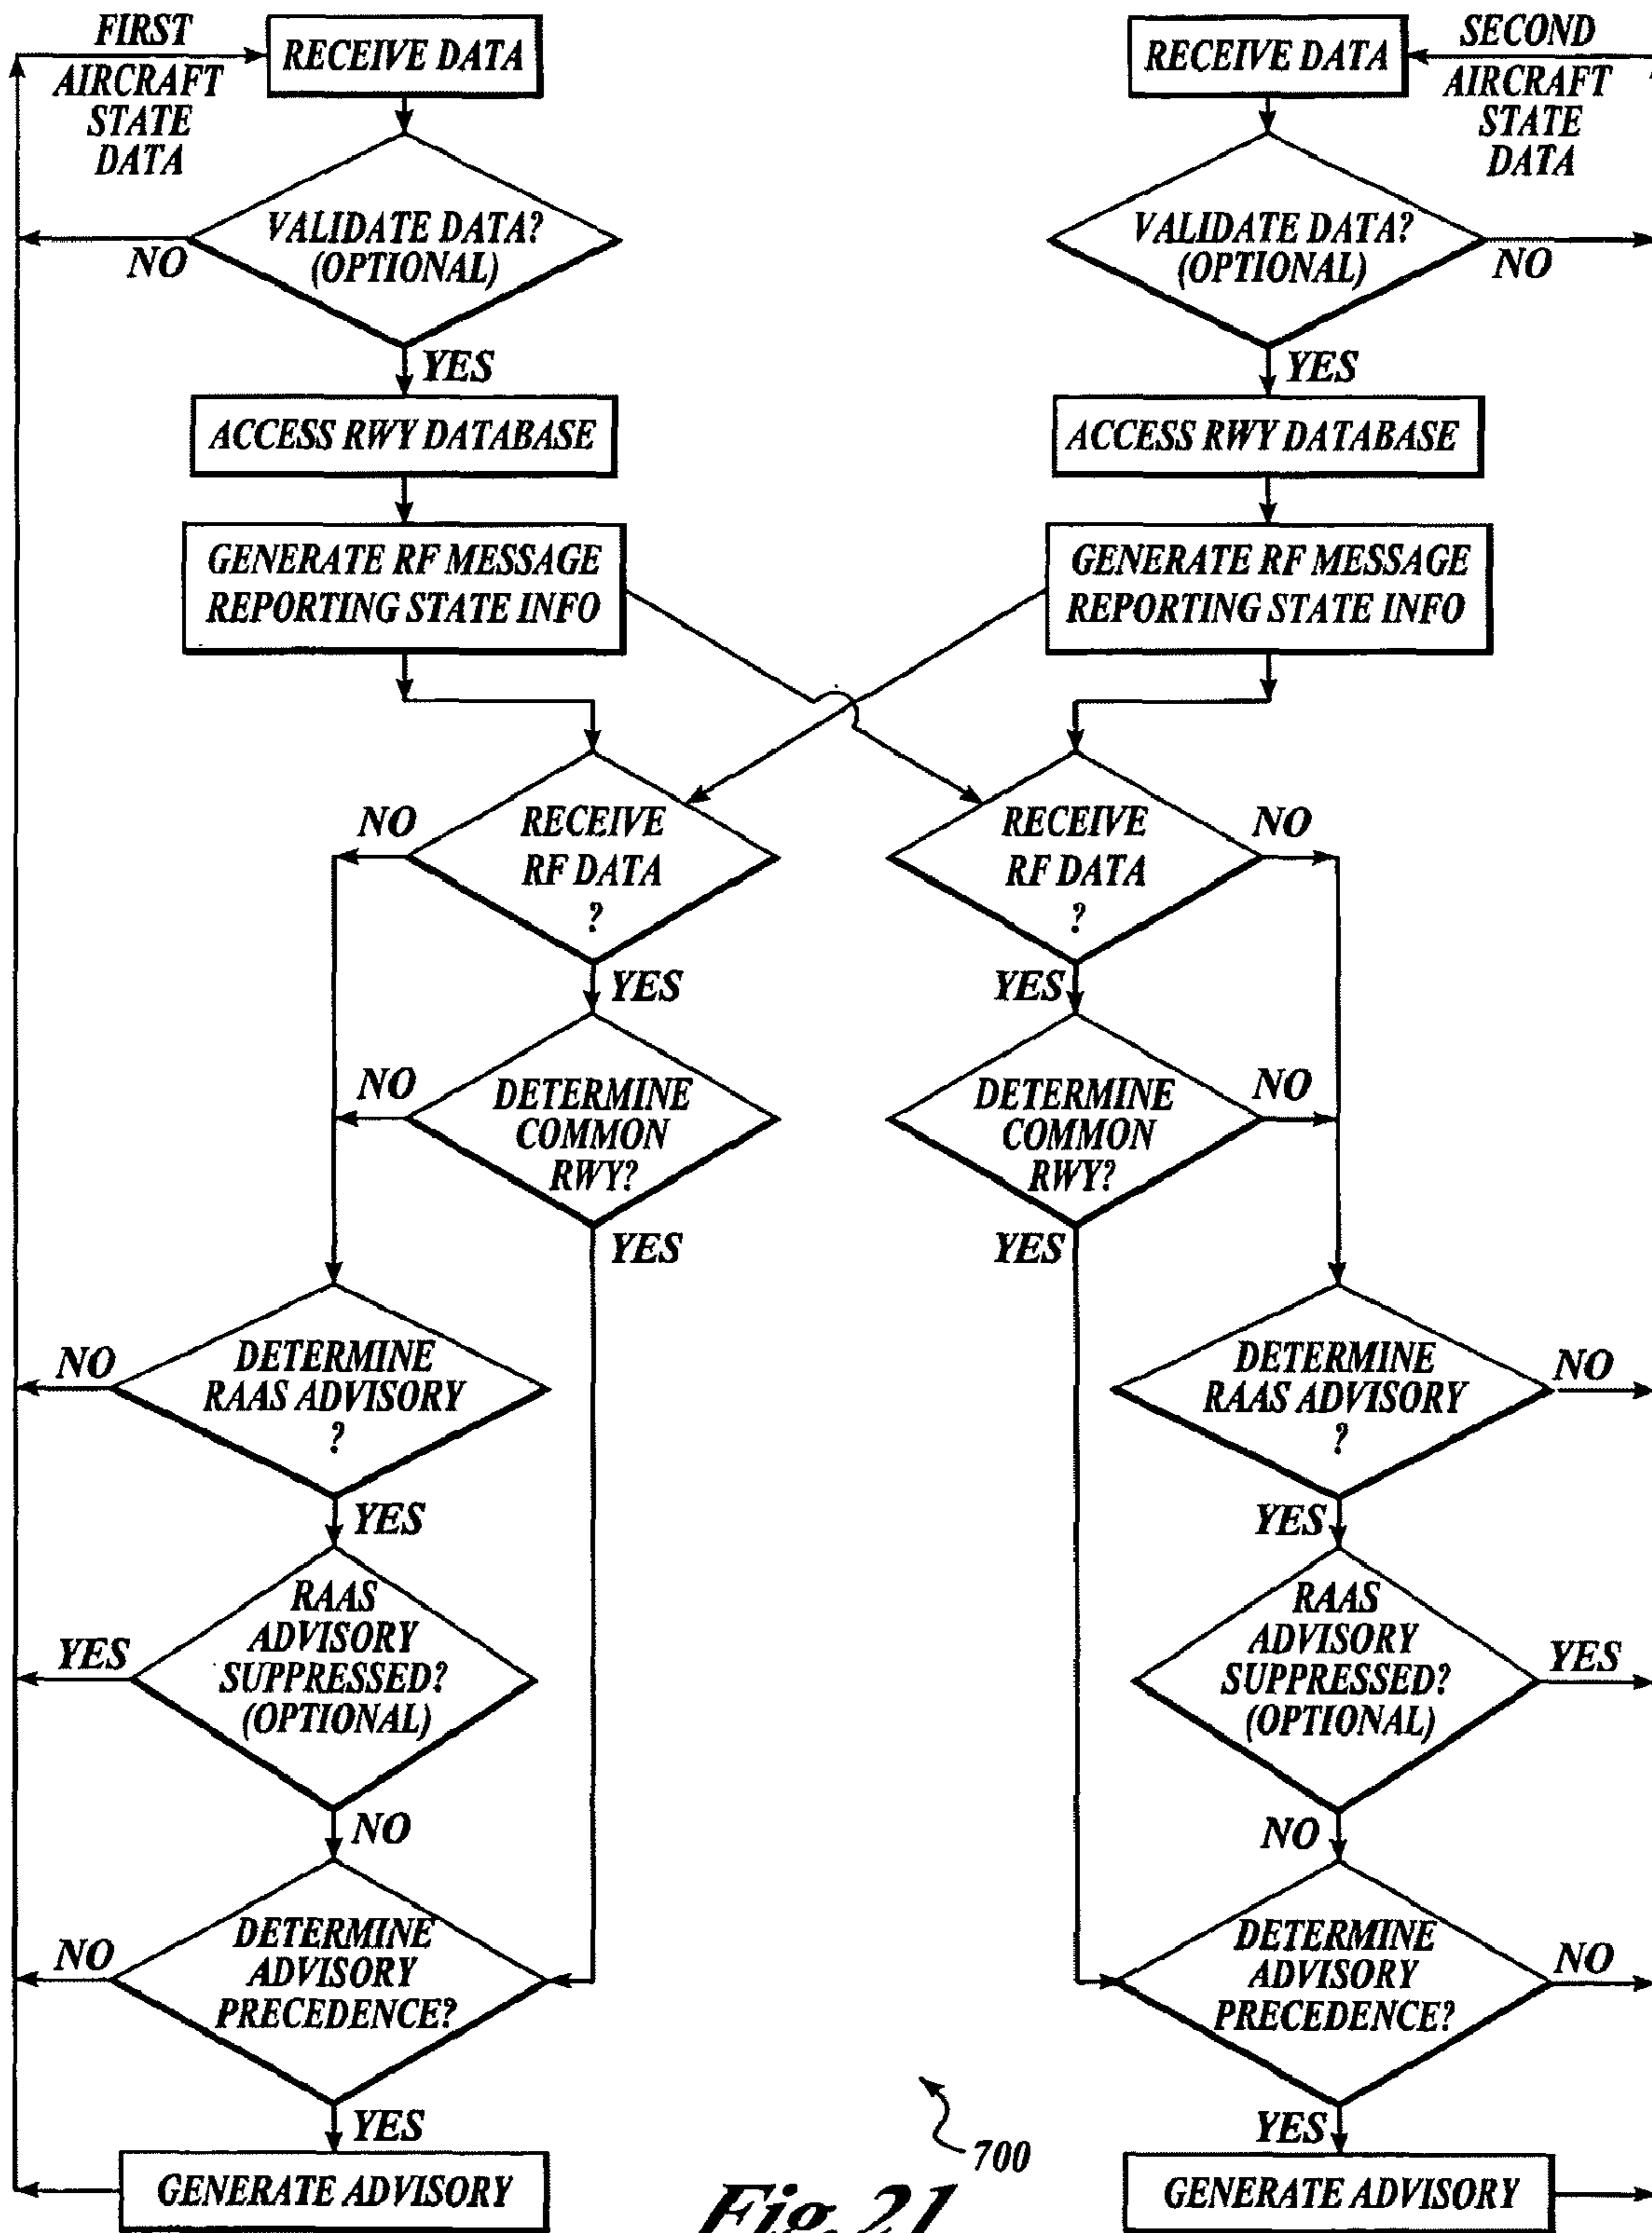 FIRST
AIRCRAFT
STATE
DATA
RECEIVE DATA
VALIDATE DATA?
(OPTIONAL)
NO
YES
ACCESS RWY DATABASE
GENERATE RF MESSAGE
REPORTING STATE INFO
RECEIVE
RF DATA
?
NO
YES
DETERMINE
COMMON
RWY?
NO
YES
DETERMINE
RAAS ADVISORY
?
NO
YES
RAAS
ADVISORY
SUPPRESSED?
(OPTIONAL)
YES
NO
DETERMINE
ADVISORY
PRECEDENCE?
NO
YES
GENERATE ADVISORY
RECEIVE DATA
SECOND
AIRCRAFT
STATE
DATA
VALIDATE DATA?
(OPTIONAL)
NO
YES
ACCESS RWY DATABASE
GENERATE RF MESSAGE
REPORTING STATE INFO
RECEIVE
RF DATA
?
NO
YES
DETERMINE
COMMON
RWY?
NO
YES
DETERMINE
RAAS ADVISORY
?
NO
YES
RAAS
ADVISORY
SUPPRESSED?
(OPTIONAL)
YES
NO
DETERMINE
ADVISORY
PRECEDENCE?
NO
YES
GENERATE ADVISORY
700
Fig. 21